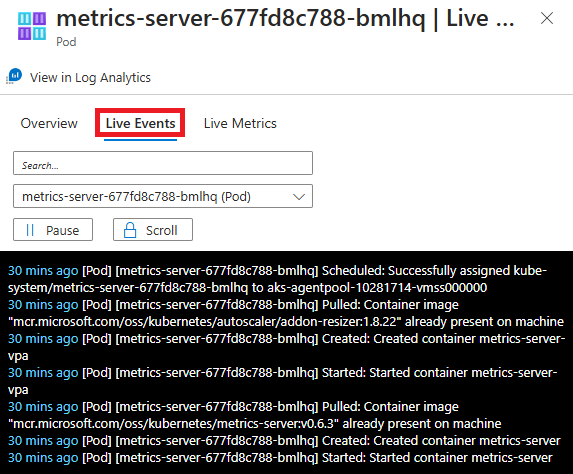 metrics-server-677fd8c788-bmlhq | Live ...
Pod
View in Log Analytics
Overview Live Events Live Metrics
Search...
metrics-server-677fd8c788-bmlhq (Pod)
Pause Scroll
30 mins ago [Pod] [metrics-server-677fd8c788-bmlhq] Scheduled: Successfully assigned kube-
system/metrics-server-677fd8c788-bmlhq to aks-agentpool-10281714-vmss000000
30 mins ago [Pod] [metrics-server-677fd8c788-bmlhq] Pulled: Container image
"mcr.microsoft.com/oss/kubernetes/autoscaler/addon-resizer:1.8.22" already present on machine
30 mins ago [Pod] [metrics-server-677fd8c788-bmlhq] Created: Created container metrics-server-
vpa
30 mins ago [Pod] [metrics-server-677fd8c788-bmlhq] Started: Started container metrics-server-
vpa
30 mins ago [Pod] [metrics-server-677fd8c788-bmlhq] Pulled: Container image
"mcr.microsoft.com/oss/kubernetes/metrics-server:v0.6.3" already present on machine
30 mins ago [Pod] [metrics-server-677fd8c788-bmlhq] Created: Created container metrics-server
30 mins ago [Pod] [metrics-server-677fd8c788-bmlhq] Started: Started container metrics-server